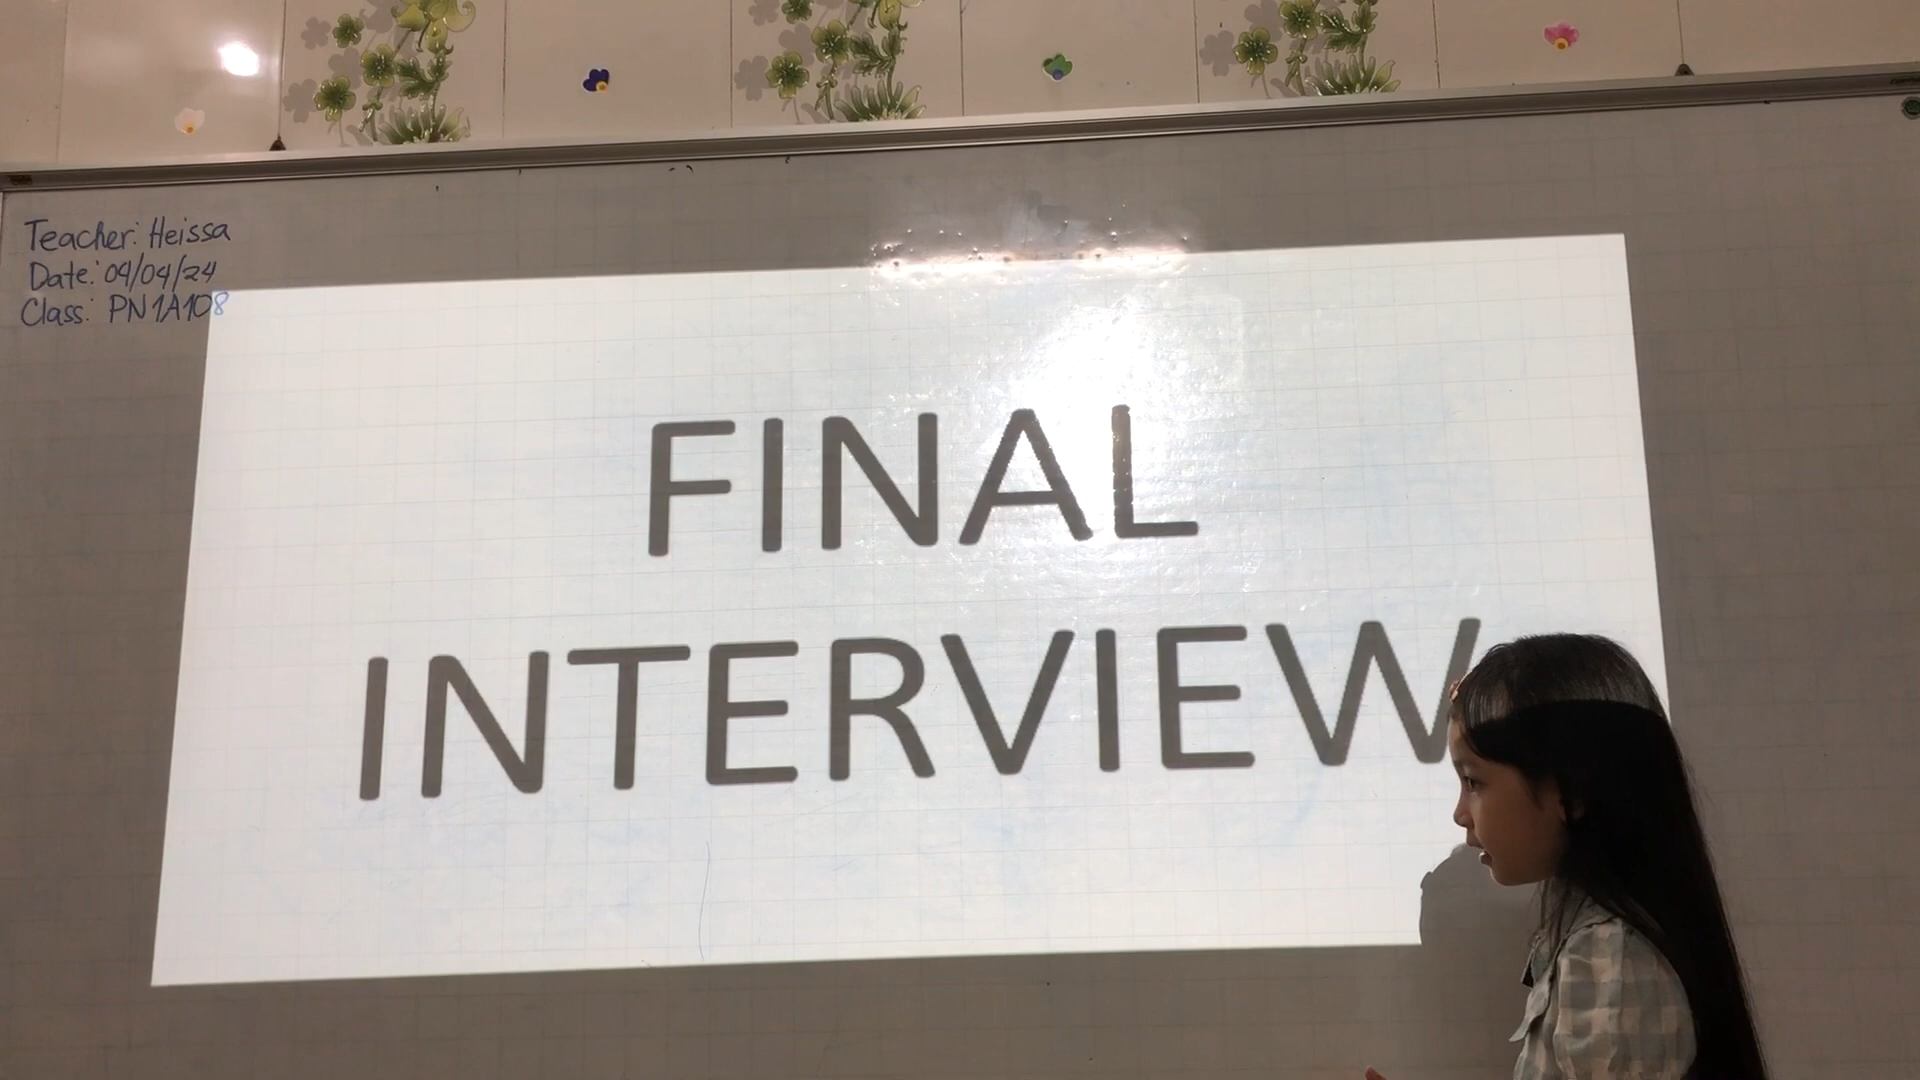 Teacher: Heissa
Date: 04/04/24
Class: PN1A108
FINAL
INTERVIEW